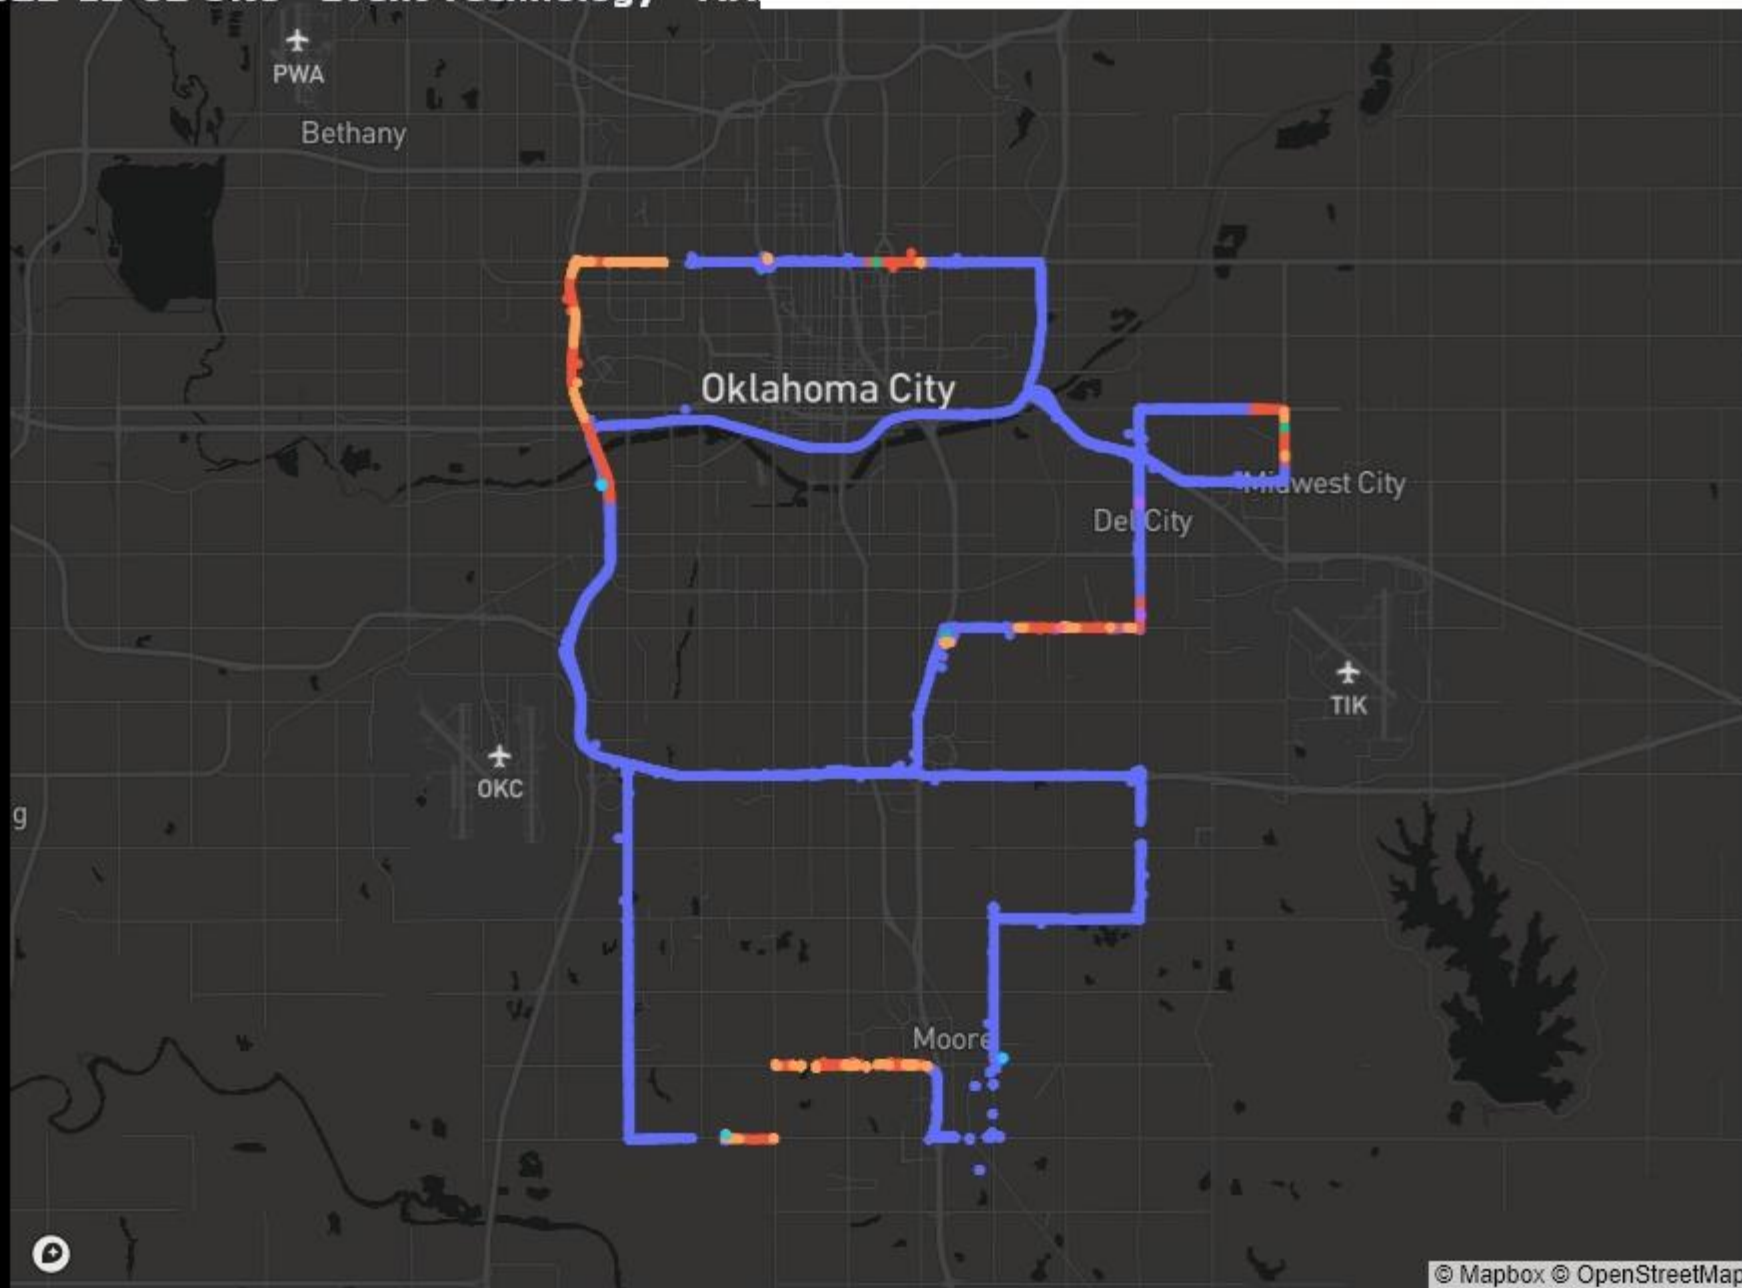 PWA
Bethany
Oklahoma City
Midwest City
Del City
TIK
OKC
g
Moore
© Mapbox © OpenStreetMap